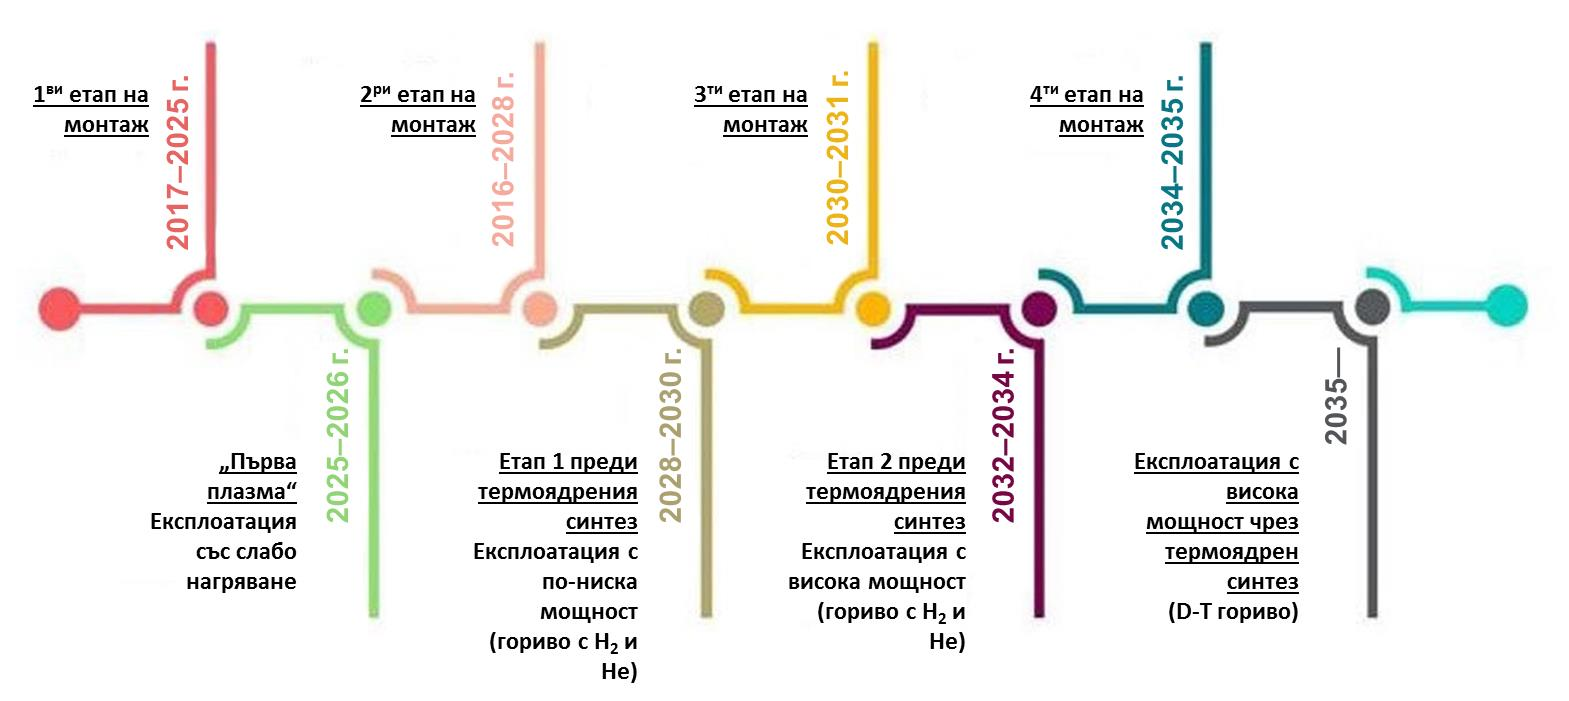 1ви етап на
монтаж
2017–2025 г.
2ри етап на
монтаж
2016–2028 г.
3ти етап на
монтаж
2030–2031 г.
4ти етап на
монтаж
2034–2035 г.
2025–2026 г.
„Първа
плазма“
Експлоатация
със слабо
нагряване
2028–2030 г.
Етап 1 преди
термоядрения
синтез
Експлоатация с
по-ниска
мощност
(гориво с H₂ и
He)
2032–2034 г.
Етап 2 преди
термоядрения
синтез
Експлоатация с
висока мощност
(гориво с H₂ и
He)
2035—
Експлоатация с
висока
мощност чрез
термоядрен
синтез
(D-T гориво)